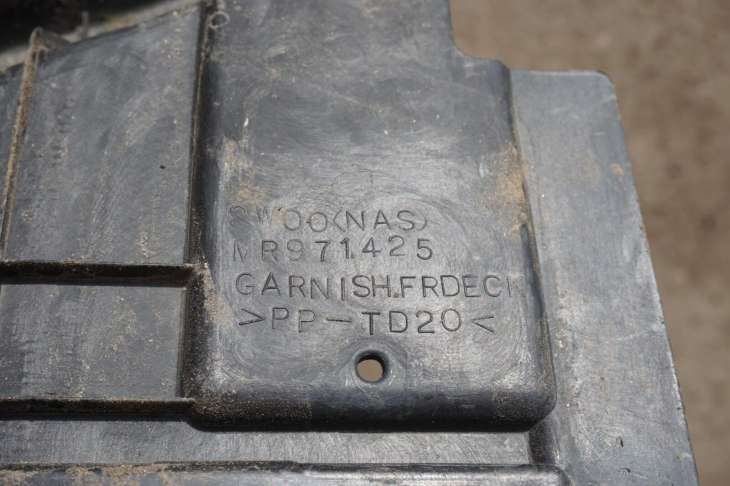 SW00(NAS)
MR971425
GARNISH.FRDECK
>PP-TD20<